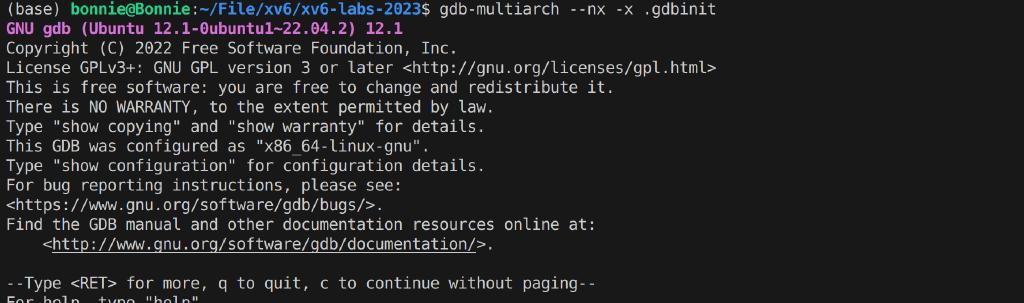 (base) bonnie@Bonnie:~/File/xv6/xv6-labs-2023$ gdb-multiarch --nx -x .gdbinit
GNU gdb (Ubuntu 12.1-0ubuntu1~22.04.2) 12.1
Copyright (C) 2022 Free Software Foundation, Inc.
License GPLv3+: GNU GPL version 3 or later <http://gnu.org/licenses/gpl.html>
This is free software: you are free to change and redistribute it.
There is NO WARRANTY, to the extent permitted by law.
Type "show copying" and "show warranty" for details.
This GDB was configured as "x86_64-linux-gnu".
Type "show configuration" for configuration details.
For bug reporting instructions, please see:
<https://www.gnu.org/software/gdb/bugs/>.
Find the GDB manual and other documentation resources online at:
    <http://www.gnu.org/software/gdb/documentation/>.

--Type <RET> for more, q to quit, c to continue without paging--
For help, type "help".